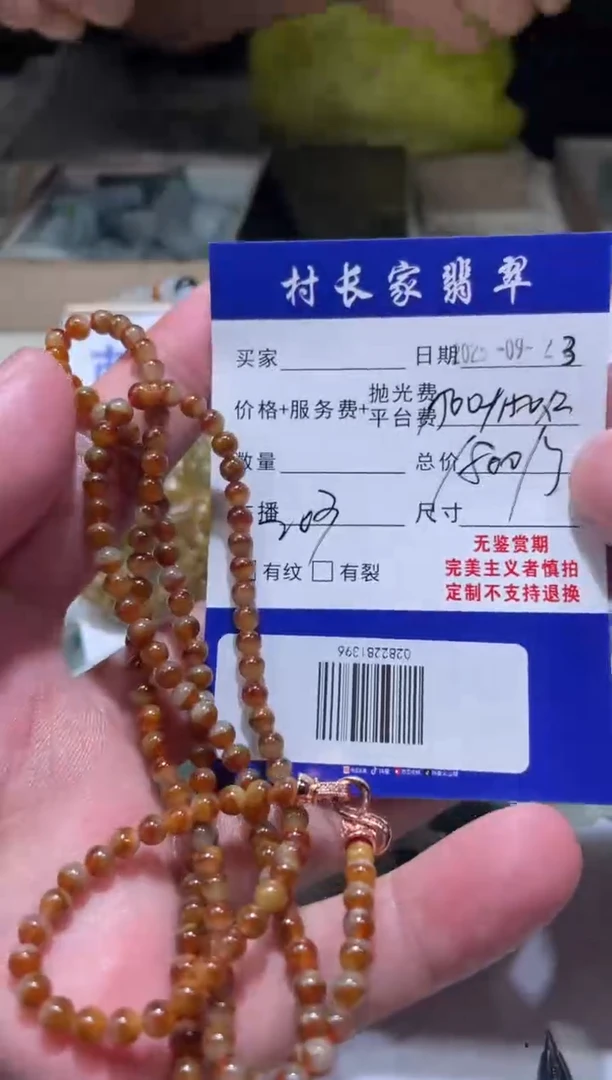 村长家翡翠
买家 日期 -09- 23
价格+服务费+抛光费平台费
数量 总价 1800/
播 203 尺寸
有纹 有裂
无鉴赏期
完美主义者慎拍
定制不支持退换
0282281396